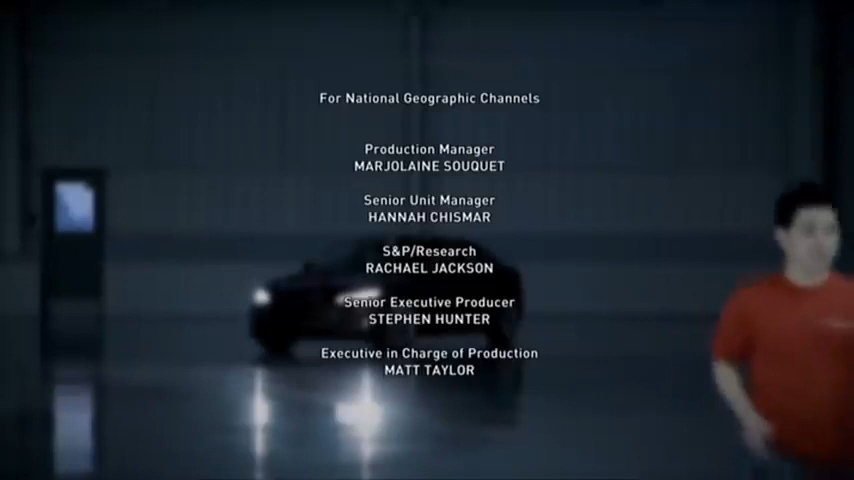 For National Geographic Channels
Production Manager
MARJOLAINE SOUQUET
Senior Unit Manager
HANNAH CHISMAR
S&P/Research
RACHAEL JACKSON
Senior Executive Producer
STEPHEN HUNTER
Executive in Charge of Production
MATT TAYLOR